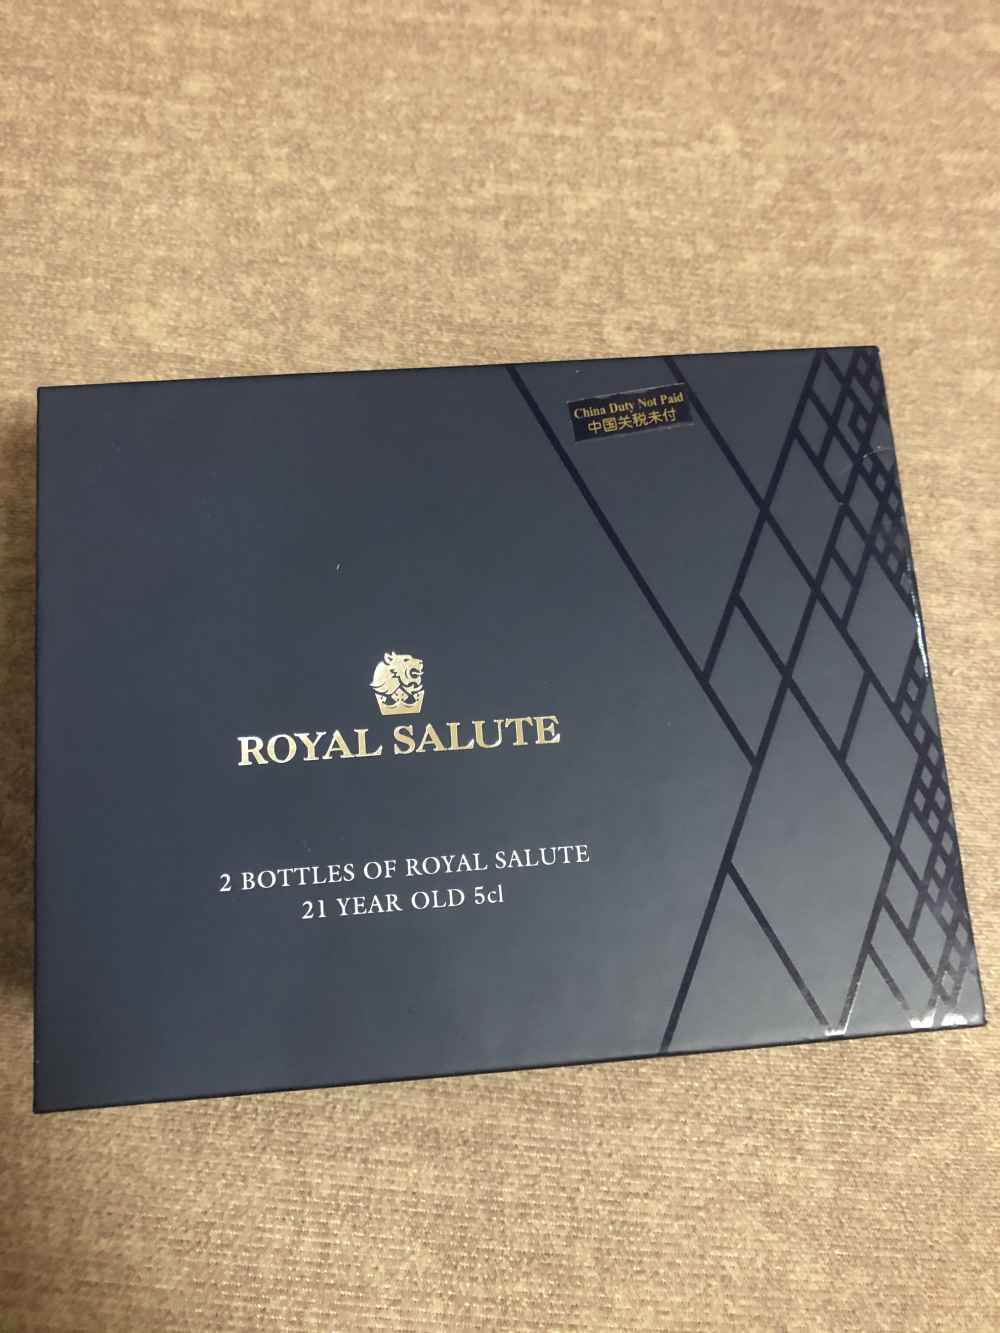 China Duty Not Paid
中国关税未付
ROYAL SALUTE
2 BOTTLES OF ROYAL SALUTE
21 YEAR OLD 5cl